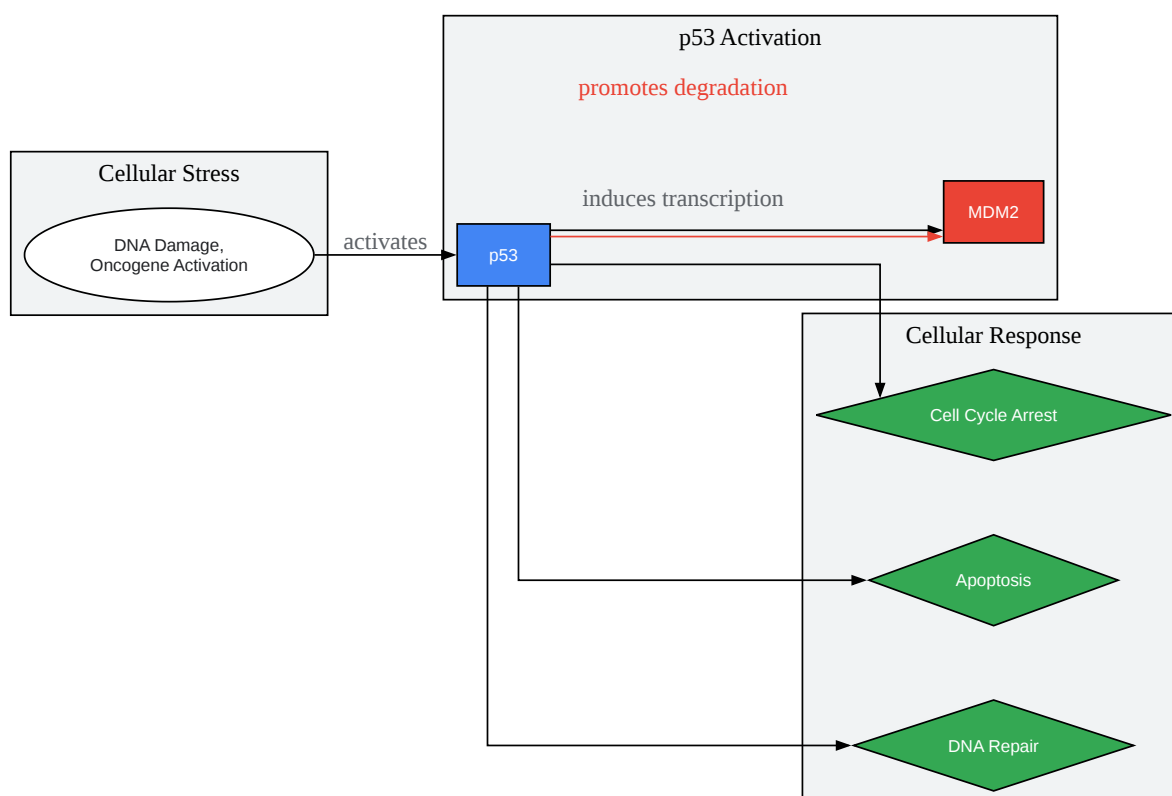 p53 Activation
promotes degradation
Cellular Stress
DNA Damage,
Oncogene Activation
activates
induces transcription
p53
MDM2
Cellular Response
Cell Cycle Arrest
Apoptosis
DNA Repair